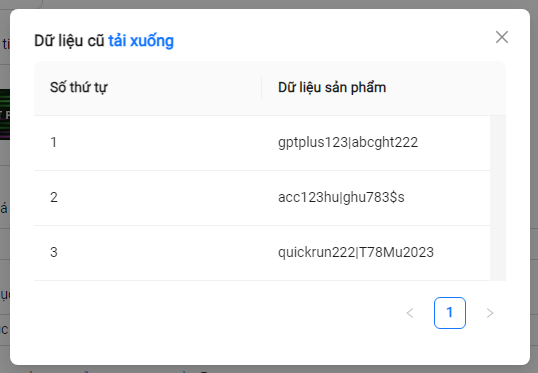 Dữ liệu cũ tải xuống
Số thứ tự Dữ liệu sản phẩm
1 gptplus123|abcght222
2 acc123hu|ghu783$s
3 quickrun222|T78Mu2023
1